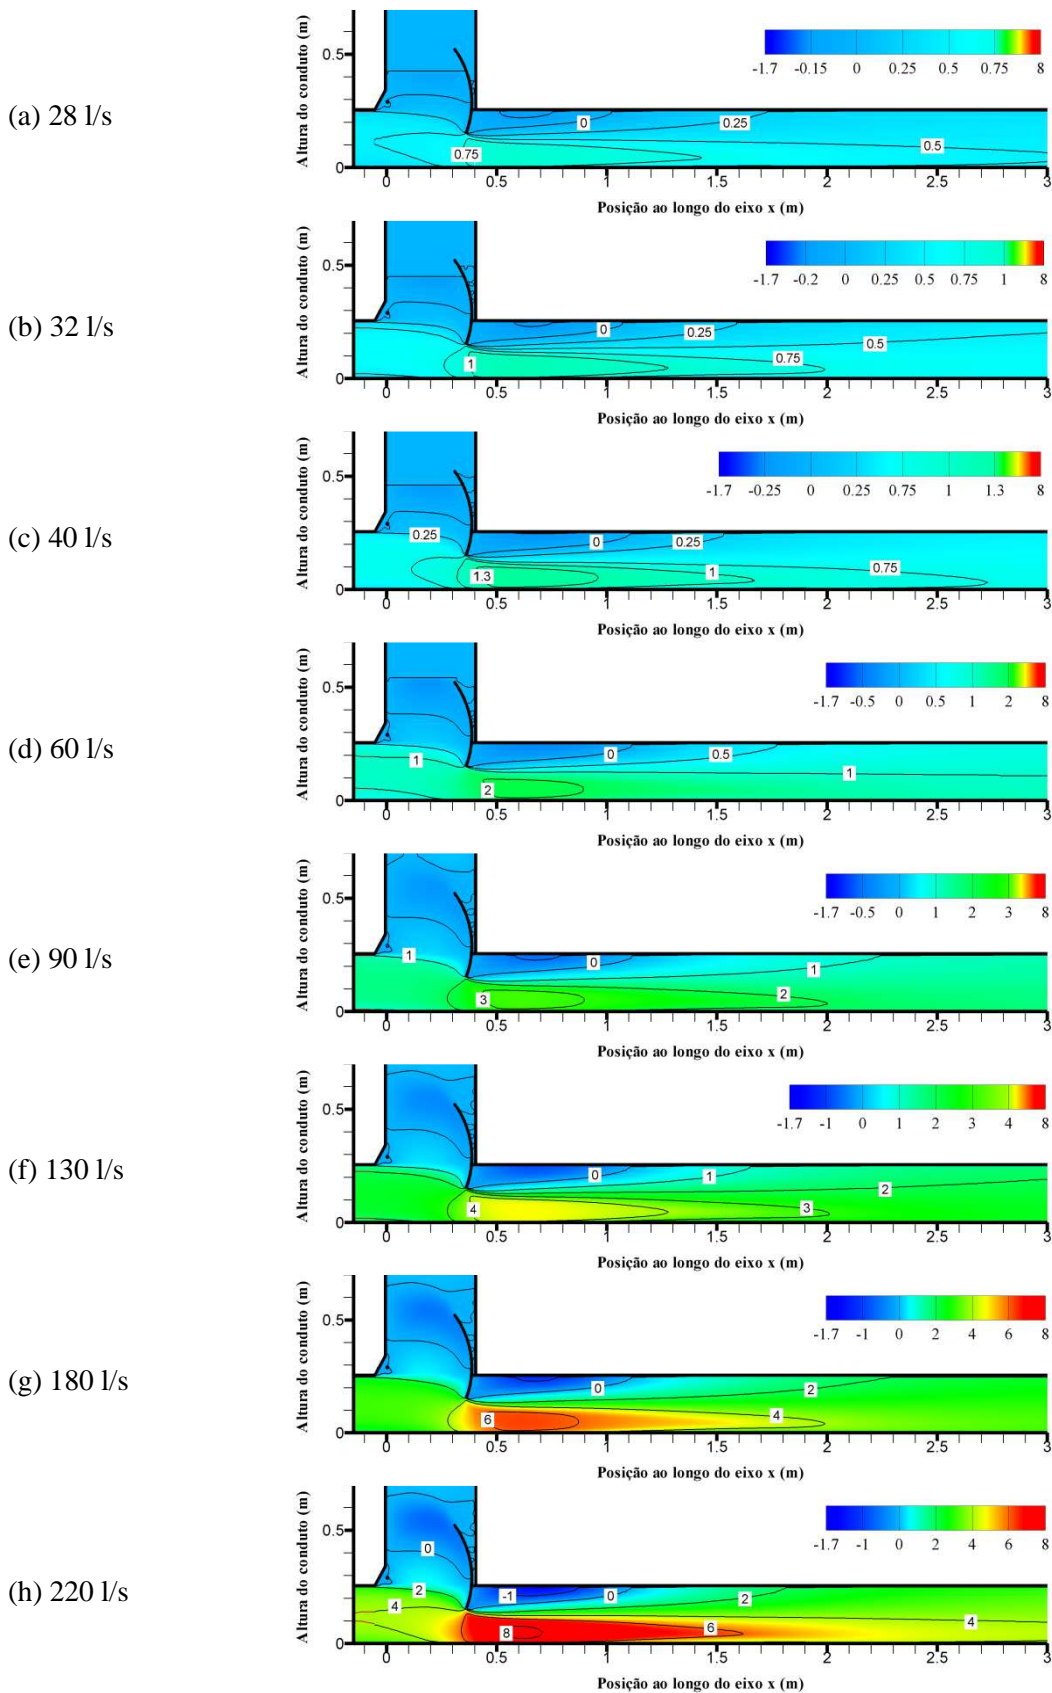 0.5
Altura do conduto (m)
-1.7 -0.15 0 0.25 0.5 0.75 8
(a) 28 l/s
0 0.25
0.75 0.5
0
0 0.5 1 1.5 2 2.5 3
Posição ao longo do eixo x (m)
0.5
Altura do conduto (m)
-1.7 -0.2 0 0.25 0.5 0.75 1 8
(b) 32 l/s
0 0.25 0.5
1 0.75
0
0 0.5 1 1.5 2 2.5 3
Posição ao longo do eixo x (m)
0.5
Altura do conduto (m)
-1.7 -0.25 0 0.25 0.75 1 1.3 8
(c) 40 l/s
0.25 0 0.25
1.3 1 0.75
0
0 0.5 1 1.5 2 2.5 3
Posição ao longo do eixo x (m)
0.5
Altura do conduto (m)
-1.7 -0.5 0 0.5 1 2 8
(d) 60 l/s
1 0 0.5
2 1
0
0 0.5 1 1.5 2 2.5 3
Posição ao longo do eixo x (m)
0.5
Altura do conduto (m)
-1.7 -0.5 0 1 2 3 8
(e) 90 l/s
1 0 1
3 2
0
0 0.5 1 1.5 2 2.5 3
Posição ao longo do eixo x (m)
0.5
Altura do conduto (m)
-1.7 -1 0 1 2 3 4 8
(f) 130 l/s
0 1 2
4 3
0
0 0.5 1 1.5 2 2.5 3
Posição ao longo do eixo x (m)
0.5
Altura do conduto (m)
-1.7 -1 0 2 4 6 8
(g) 180 l/s
0 2
6 4
0
0 0.5 1 1.5 2 2.5 3
Posição ao longo do eixo x (m)
0.5
Altura do conduto (m)
-1.7 -1 0 2 4 6 8
0
(h) 220 l/s
2 -1 0 2
4 8 6 4
0
0 0.5 1 1.5 2 2.5 3
Posição ao longo do eixo x (m)